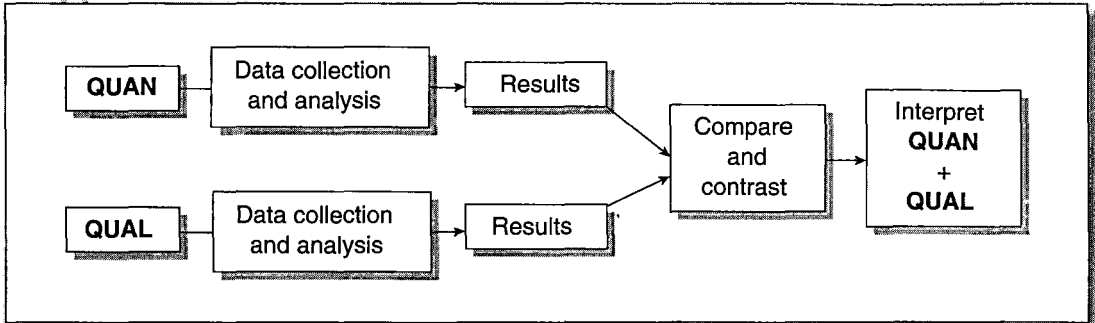 QUAN
Data collection
and analysis
Results
QUAL
Data collection
and analysis
Results
Compare
and
contrast
Interpret
QUAN
+
QUAL